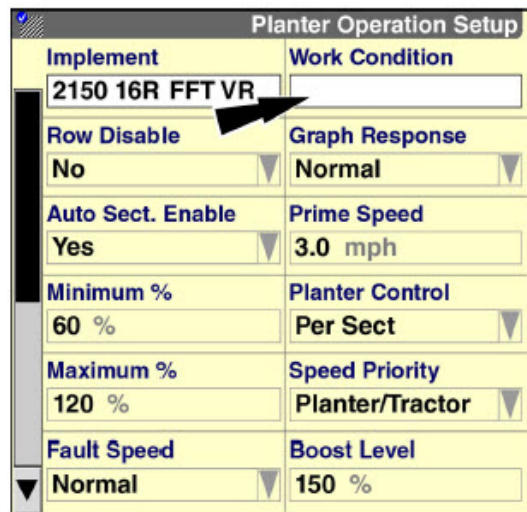 Planter Operation Setup
Implement
Work Condition
2150 16R FFT VR
Row Disable
Graph Response
No
Normal
Auto Sect. Enable
Prime Speed
Yes
3.0 mph
Minimum %
Planter Control
60 %
Per Sect
Maximum %
Speed Priority
120 %
Planter/Tractor
Fault Speed
Boost Level
Normal
150 %